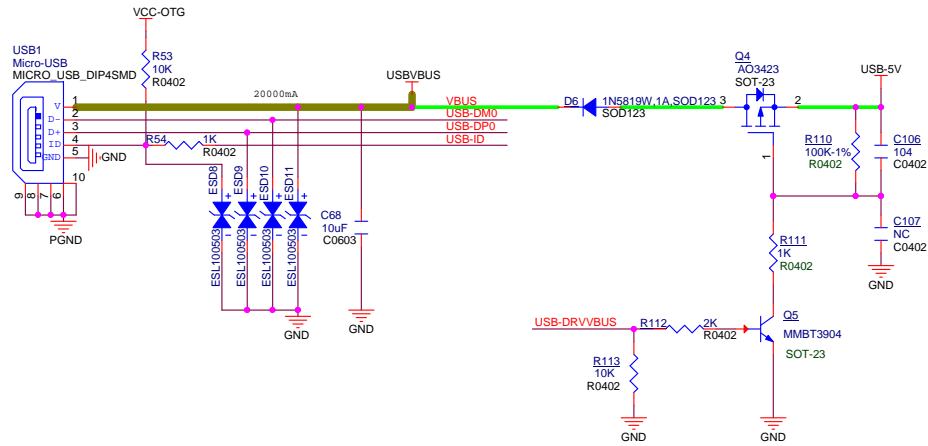 VCC-OTG
USB1
Micro-USB
MICRO_USB_DIP4SMD
R53
10K
R0402
V
D-
D+
ID
GND
1
2
3
4
5
10
9
8
7
6
PGND
GND
R54
1K
R0402
20000mA
USBVBUS
VBUS
USB-DM0
USB-DP0
USB-ID
ESD8
ESD9
ESD10
ESD11
+
+
+
+
-
-
-
-
ESL100503
ESL100503
ESL100503
ESL100503
GND
C68
10uF
C0603
GND
D6
1N5819W,1A,SOD123
SOD123
Q4
AO3423
SOT-23
3
2
1
USB-5V
R110
100K-1%
R0402
C106
104
C0402
C107
NC
C0402
GND
R111
1K
R0402
USB-DRVVBUS
R112
2K
R0402
Q5
MMBT3904
SOT-23
R113
10K
R0402
GND
GND